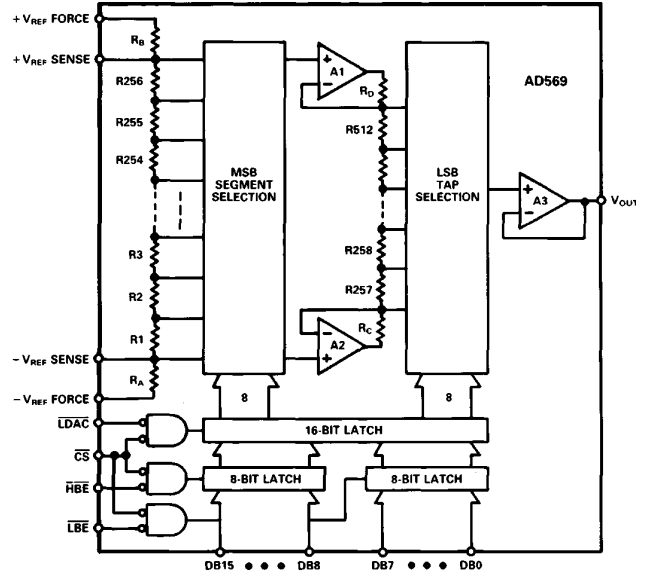 + VREF FORCE
RB
+ VREF SENSE
R256
R255
R254
R3
R2
R1
− VREF SENSE
RA
− VREF FORCE
MSB
SEGMENT
SELECTION
+
A1
−
RD
R512
R258
R257
RC
−
A2
+
LSB
TAP
SELECTION
AD569
+
A3
−
VOUT
8
8
LDAC
16-BIT LATCH
CS
HBE
8-BIT LATCH
8-BIT LATCH
LBE
DB15
DB8
DB7
DB0